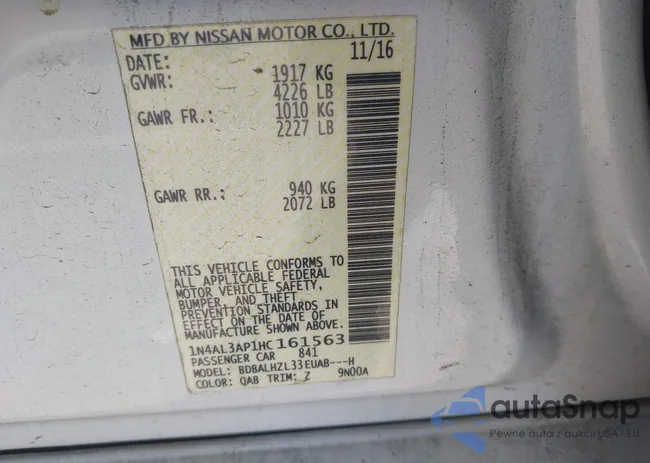 MFD BY NISSAN MOTOR CO., LTD.
DATE: 11/16
GVWR: 1917 KG
4226 LB
GAWR FR.: 1010 KG
2227 LB
GAWR RR.: 940 KG
2072 LB
THIS VEHICLE CONFORMS TO
ALL APPLICABLE FEDERAL
MOTOR VEHICLE SAFETY,
BUMPER, AND THEFT
PREVENTION STANDARDS IN
EFFECT ON THE DATE OF
MANUFACTURE SHOWN ABOVE.
1N4AL3AP1HC161563
PASSENGER CAR 841
MODEL: BDBALHZL33EUAB---H
COLOR: QAB TRIM: Z 9N00A
autoSnap
Pewne auta z aukcji USA - EU